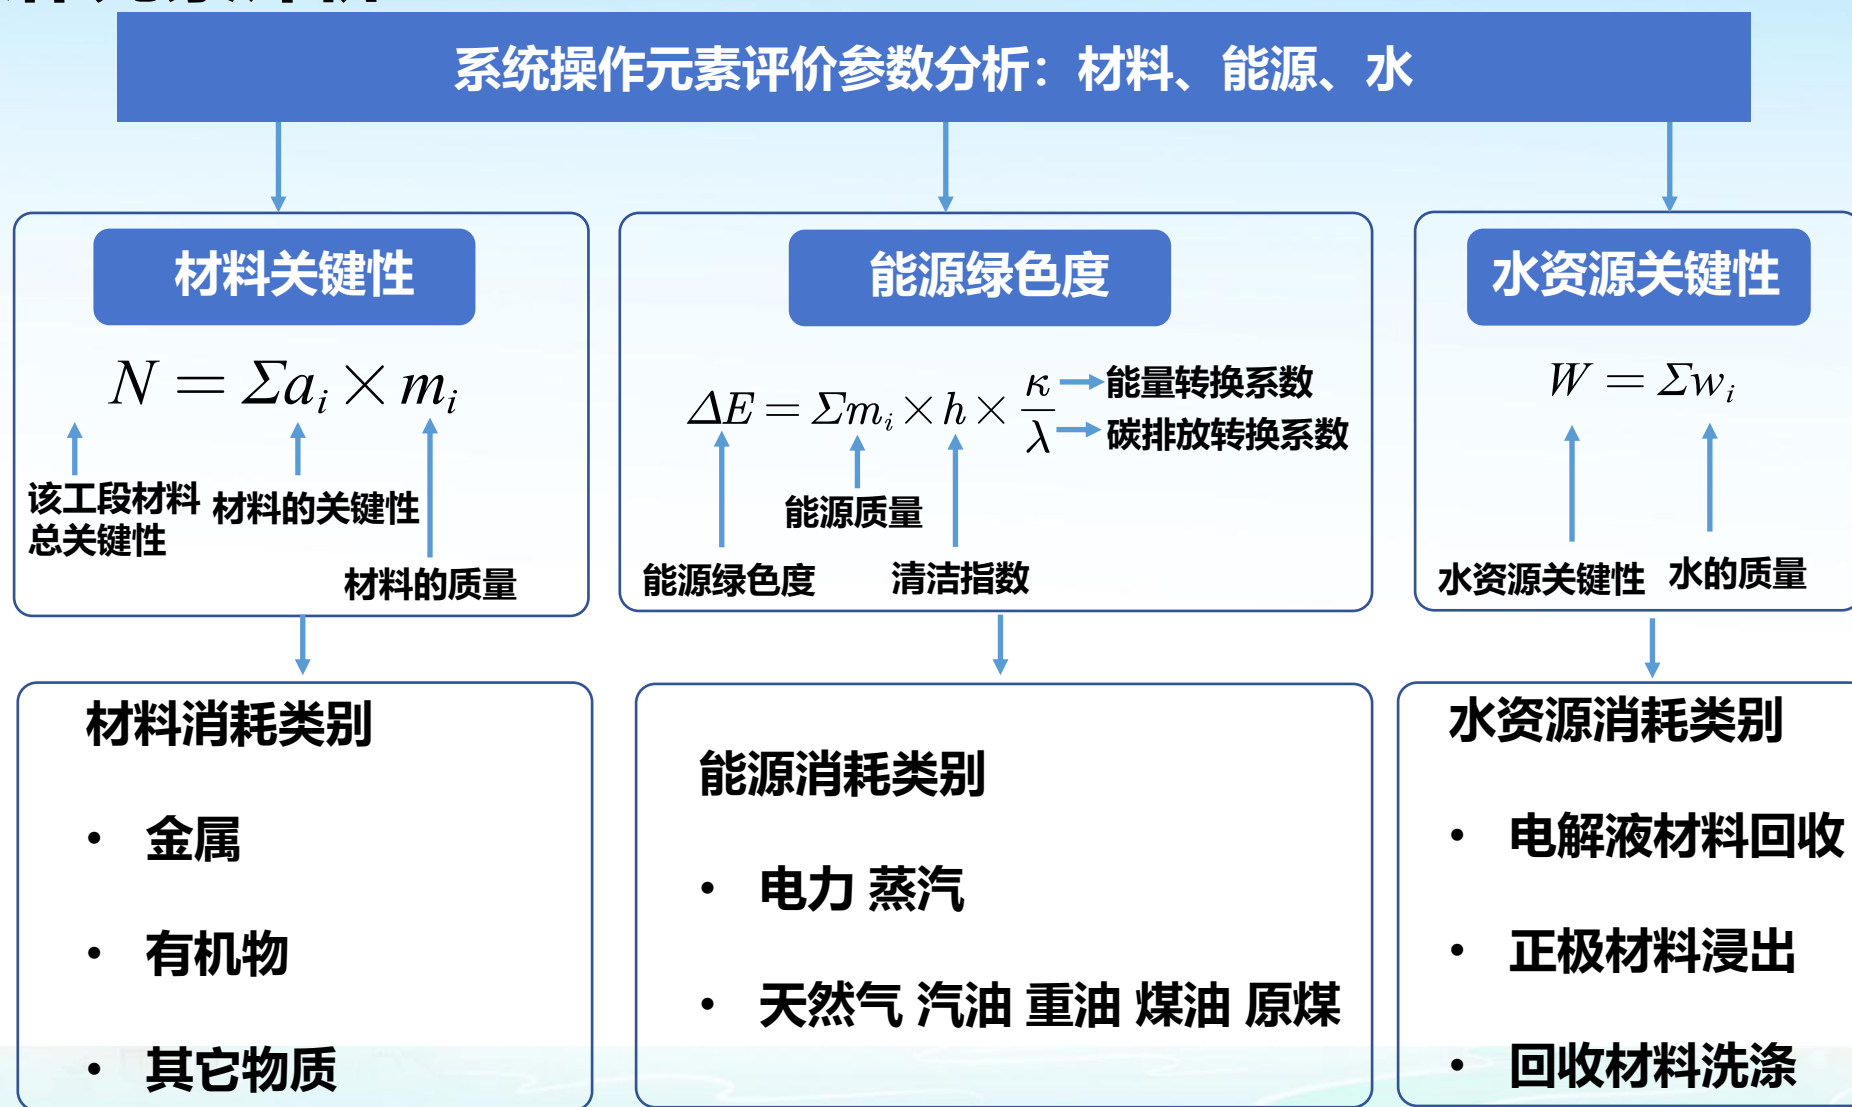 系统操作元素评价参数分析：材料、能源、水
材料关键性
N = Σa_i × m_i
该工段材料
总关键性
材料的关键性
材料的质量
能源绿色度
ΔE = Σm_i × h × κ/λ
能量转换系数
碳排放转换系数
能源质量
能源绿色度
清洁指数
水资源关键性
W = Σw_i
水资源关键性
水的质量
材料消耗类别
• 金属
• 有机物
• 其它物质
能源消耗类别
• 电力 蒸汽
• 天然气 汽油 重油 煤油 原煤
水资源消耗类别
• 电解液材料回收
• 正极材料浸出
• 回收材料洗涤